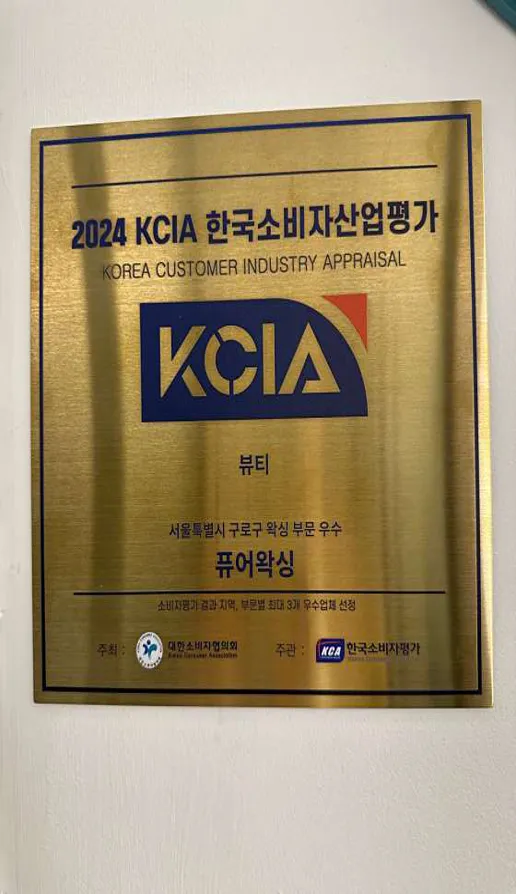 2024 KCIA 한국소비자산업평가
KOREA CUSTOMER INDUSTRY APPRAISAL
KCIA
뷰티
서울특별시 구로구 왁싱 부문 우수
퓨어왁싱
소비자평가 결과 지역, 부문별 최대 3개 우수업체 선정
주최 : 대한소비자협의회 주관 : KCA 한국소비자평가
Korea Consumer Association